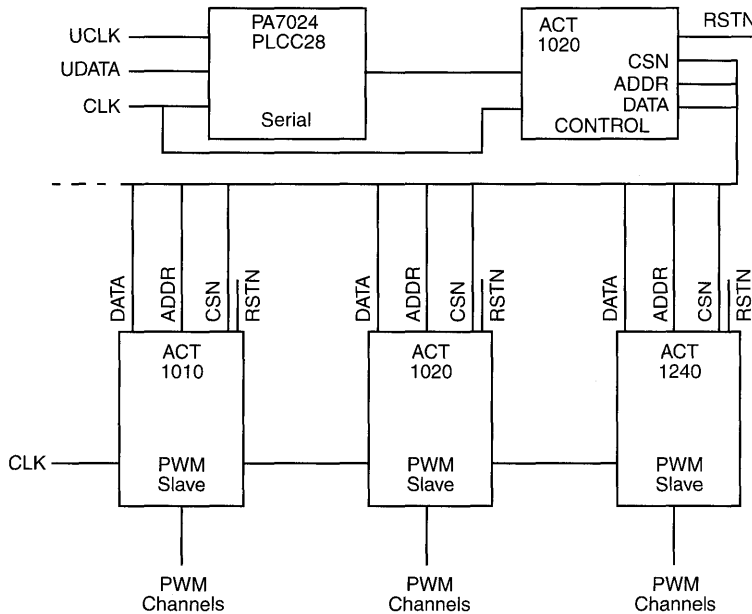 UCLK
UDATA
CLK
PA7024
PLCC28
Serial
ACT
1020
CSN
ADDR
DATA
CONTROL
RSTN
DATA
ADDR
CSN
RSTN
DATA
ADDR
CSN
RSTN
DATA
ADDR
CSN
RSTN
ACT
1010
PWM
Slave
ACT
1020
PWM
Slave
ACT
1240
PWM
Slave
CLK
PWM
Channels
PWM
Channels
PWM
Channels